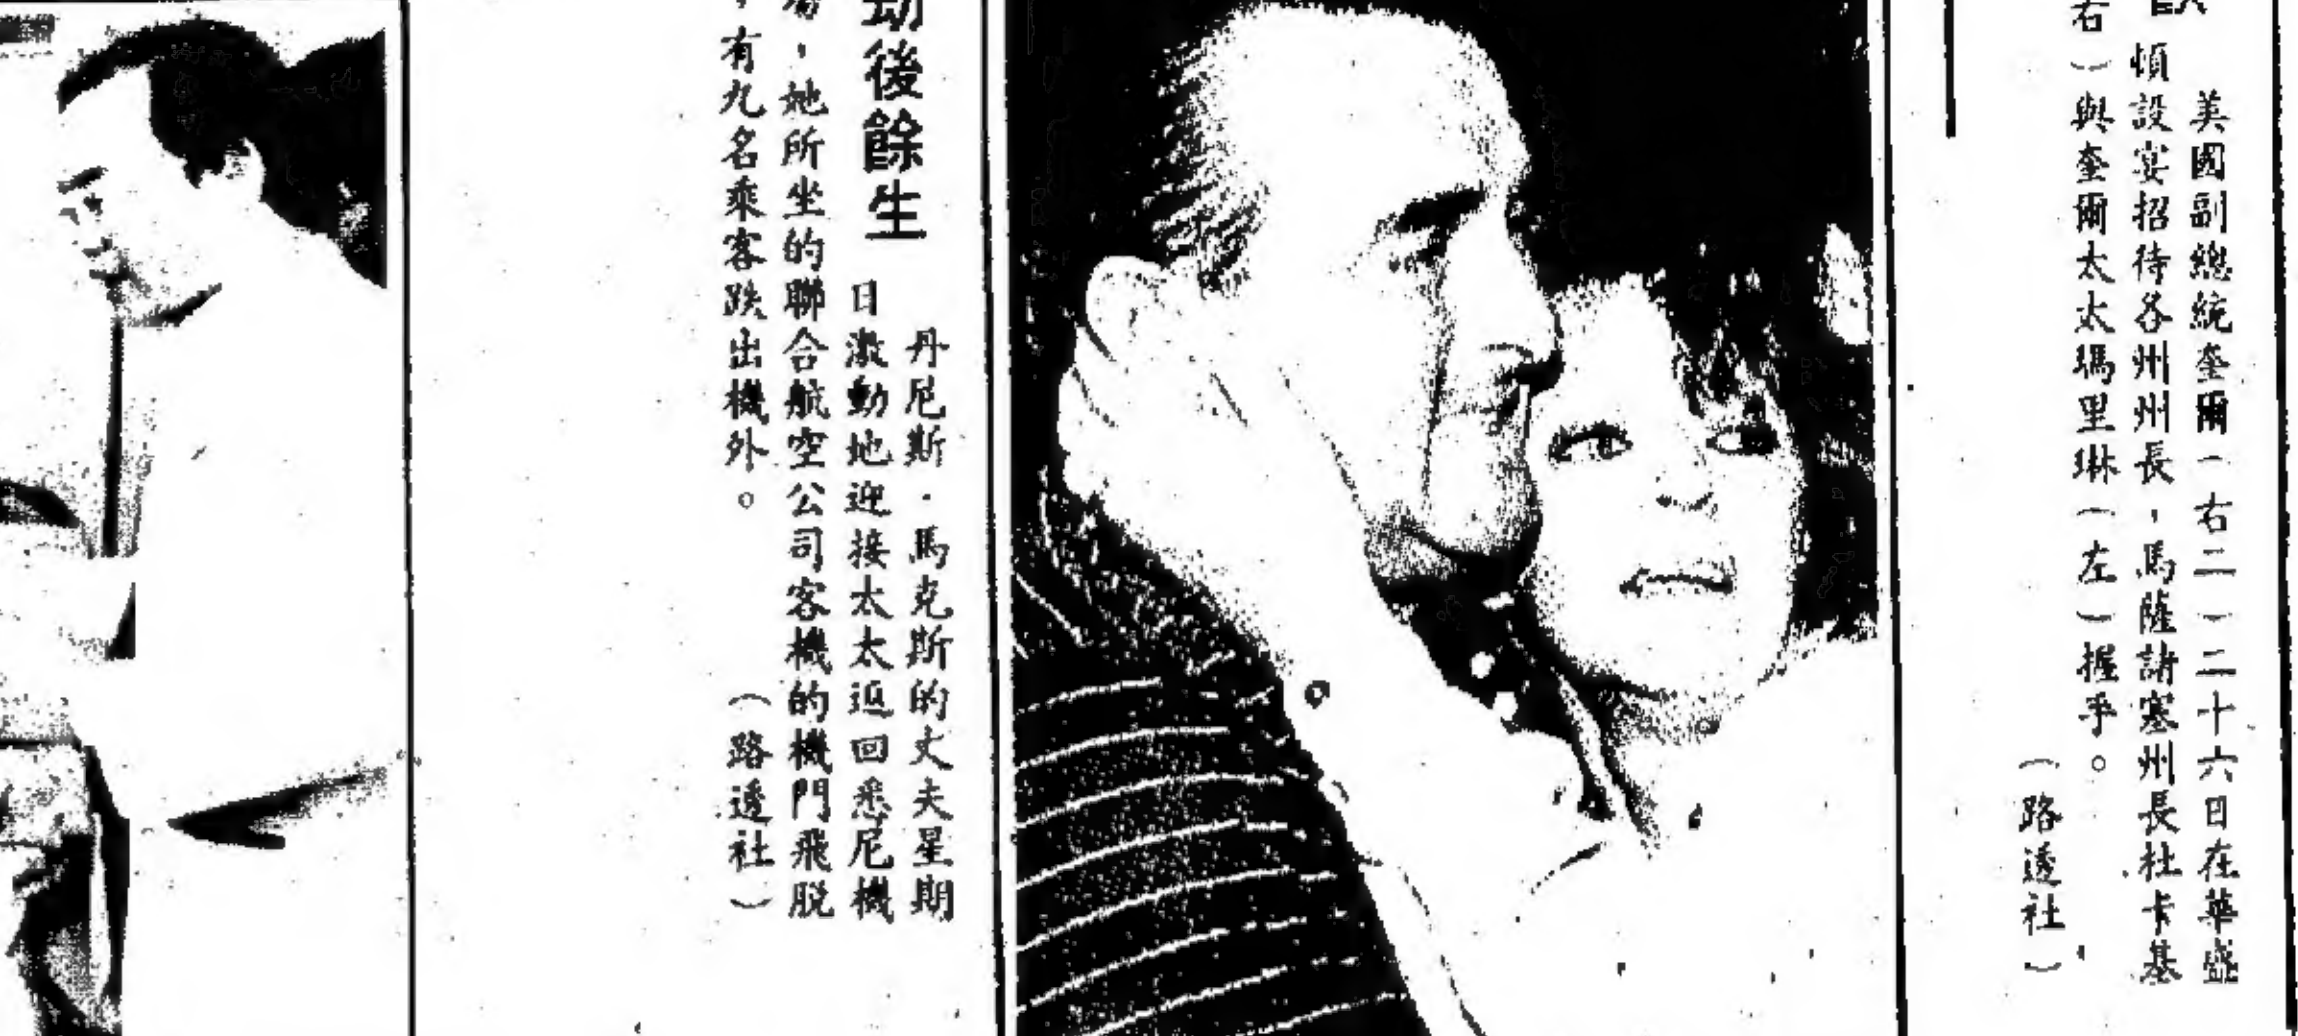 美國副總統奎爾（右二）二十六日在華盛
頓設宴招待各州州長，馬薩諸塞州長杜卡基
右）與奎爾太太瑪里琳（左）握手。
（路透社）
劫後餘生
丹尼斯·馬克斯的丈夫星期
日激動地迎接太太返回悉尼機
場，她所坐的聯合航空公司客機的機門飛脫
，有九名乘客跌出機外。
（路透社）